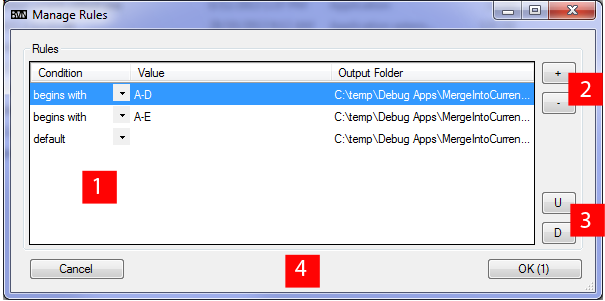 Manage Rules
Rules
Condition Value Output Folder
begins with A-D C:\temp\Debug Apps\MergeIntoCurren...
begins with A-E C:\temp\Debug Apps\MergeIntoCurren...
default C:\temp\Debug Apps\MergeIntoCurren...
+
-
2
1
U
D
3
Cancel
4
OK (1)